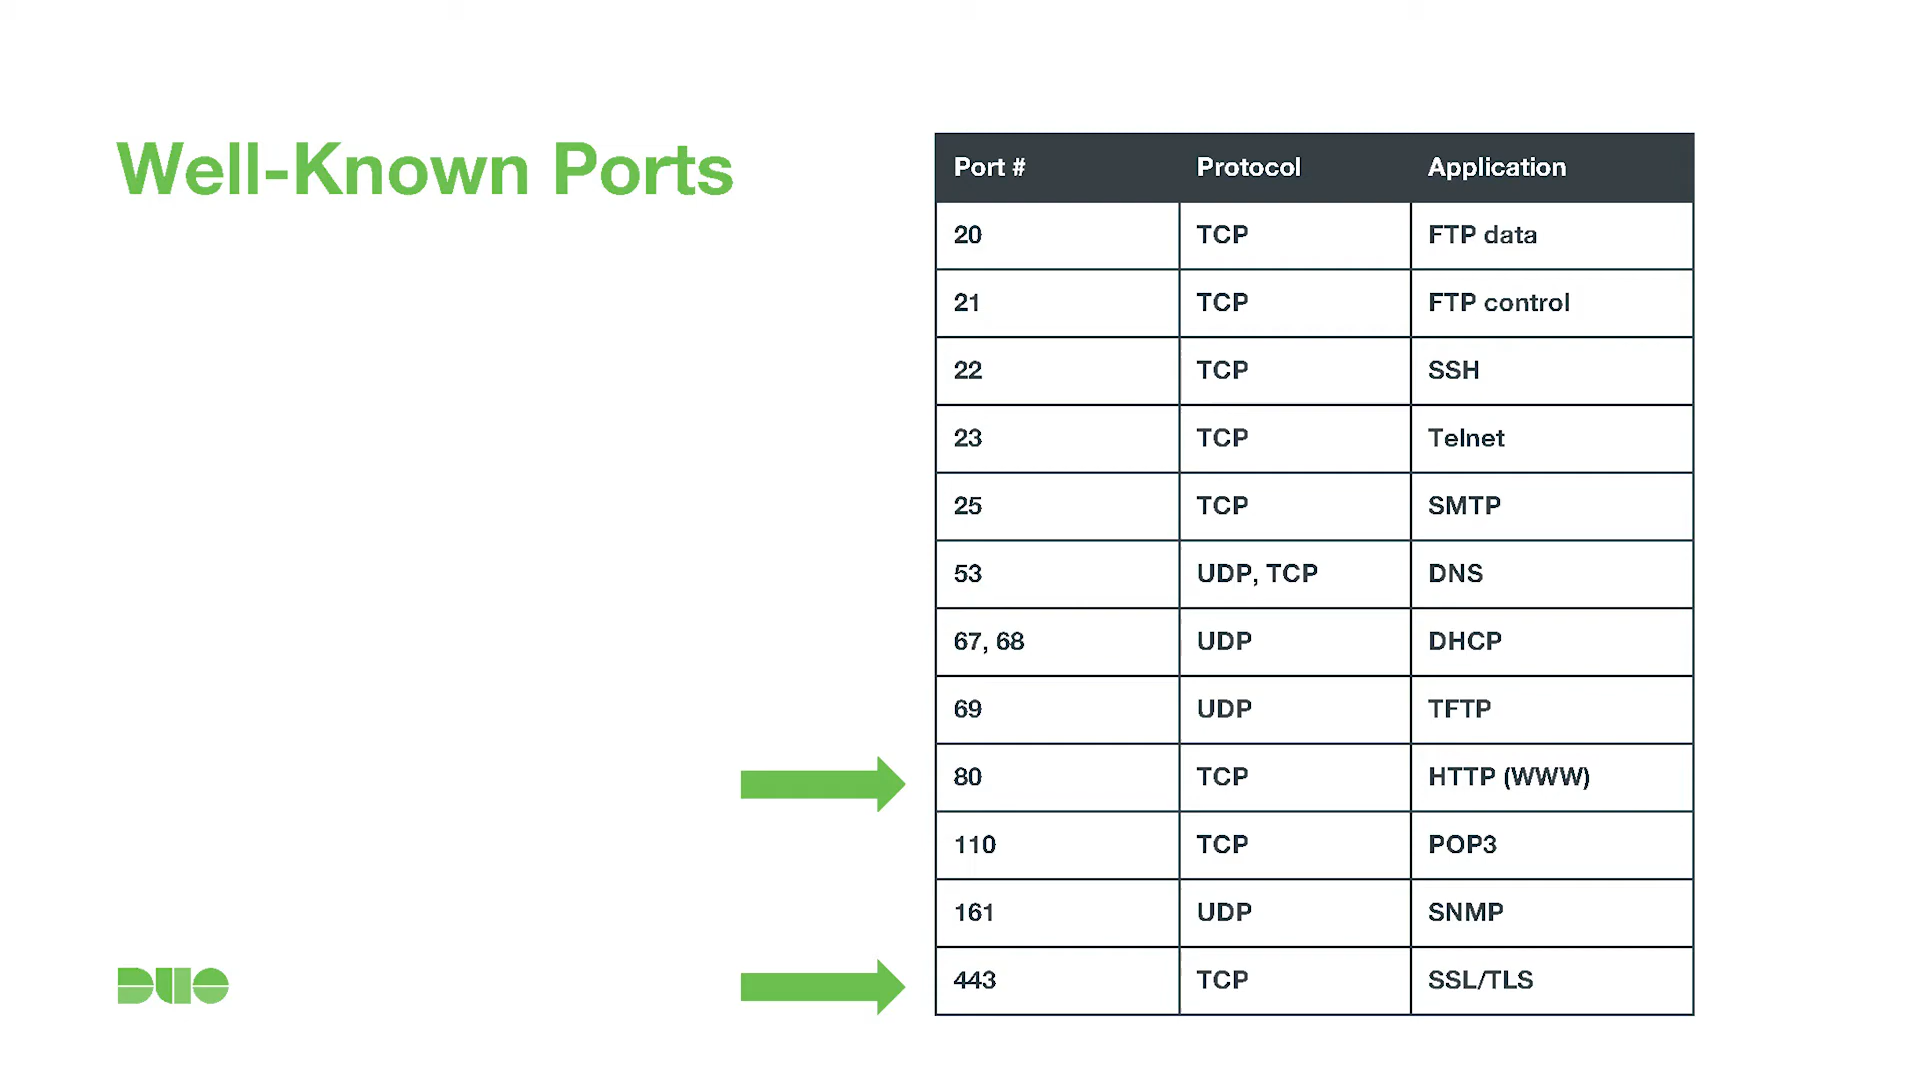 Well-Known Ports
Port # Protocol Application
20 TCP FTP data
21 TCP FTP control
22 TCP SSH
23 TCP Telnet
25 TCP SMTP
53 UDP, TCP DNS
67, 68 UDP DHCP
69 UDP TFTP
80 TCP HTTP (WWW)
110 TCP POP3
161 UDP SNMP
443 TCP SSL/TLS
DUO